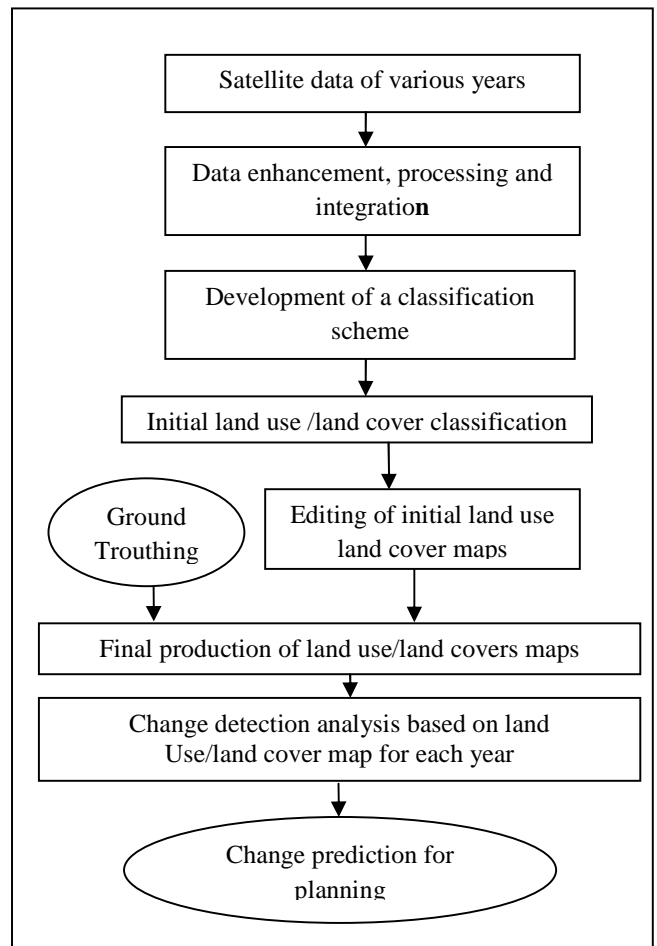 Satellite data of various years
Data enhancement, processing and
integration
Development of a classification
scheme
Initial land use /land cover classification
Ground
Trouthing
Editing of initial land use
land cover maps
Final production of land use/land covers maps
Change detection analysis based on land
Use/land cover map for each year
Change prediction for
planning